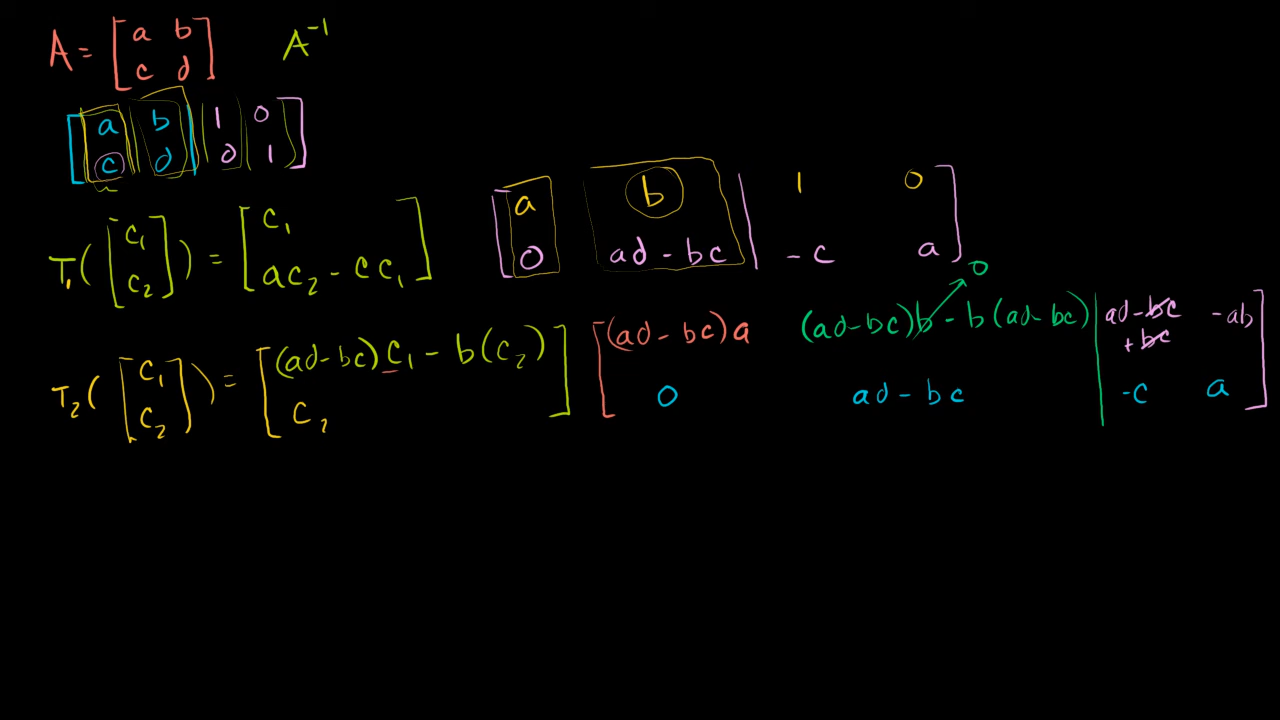 A = [ a b A⁻¹
c d ]
[ a b | 1 0
c d | 0 1 ]
T₁( [ c₁ c₂ ] ) = [ c₁
ac₂ - cc₁ ]
[ a b | 1 0
0 ad - bc | -c a ]
T₂( [ c₁ c₂ ] ) = [ (ad - bc) c₁ - b(c₂)
c₂ ]
0
[ (ad - bc) a (ad - bc)b - b(ad - bc) | ad - bc -ab
+ bc
0 ad - bc | -c a ]